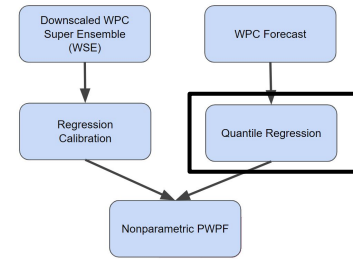 Downscaled WPC
Super Ensemble
(WSE)
WPC Forecast
Regression
Calibration
Quantile Regression
Nonparametric PWPF